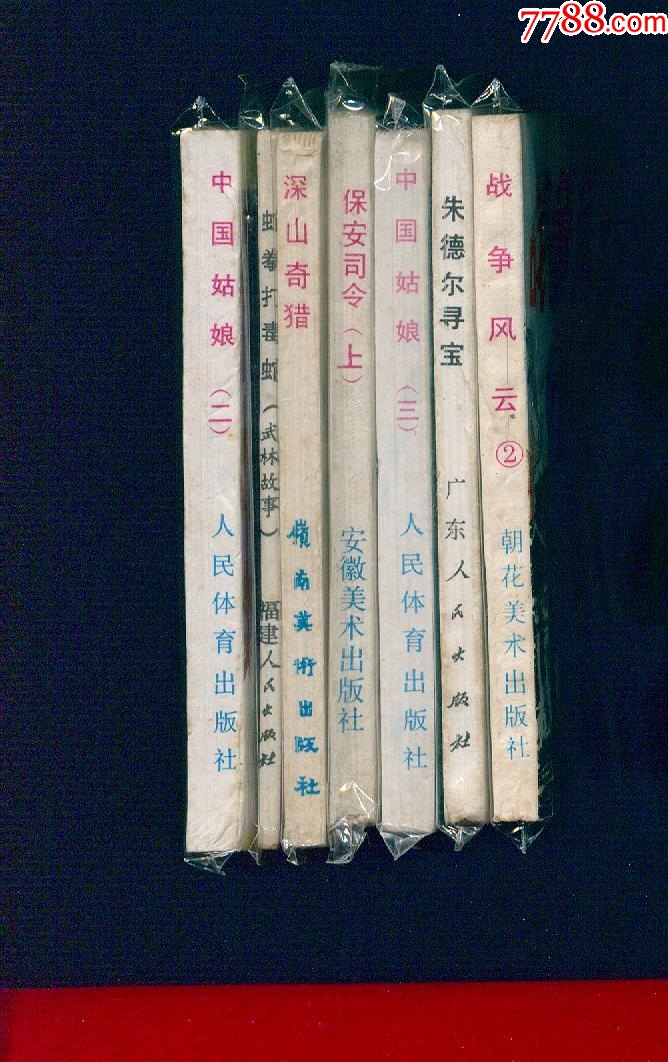 7788.com
中国姑娘（二） 人民体育出版社
蛇拳打毒蛇（武林故事） 福建人民出版社
深山奇猎 嶺南美術出版社
保安司令（上） 安徽美术出版社
中国姑娘（三） 人民体育出版社
朱德尔寻宝 广东人民出版社
战争风云② 朝花美术出版社